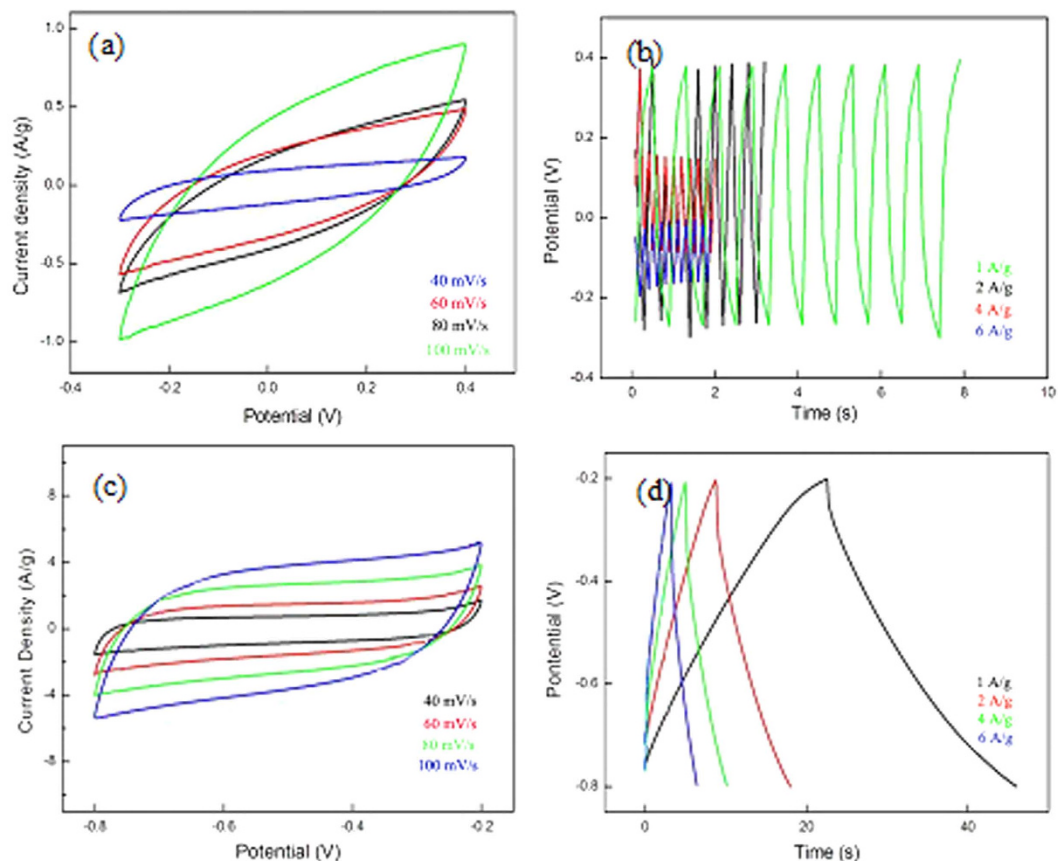 (a)
Current density (A/g)
1.0
0.5
0.0
-0.5
-1.0
40 mV/s
60 mV/s
80 mV/s
100 mV/s
-0.4
-0.2
0.0
0.2
0.4
Potential (V)
(b)
Potential (V)
0.4
0.2
0.0
-0.2
-0.4
1 A/g
2 A/g
4 A/g
6 A/g
0
2
4
6
8
10
Time (s)
(c)
Current Density (A/g)
8
4
0
-4
-8
40 mV/s
60 mV/s
80 mV/s
100 mV/s
-0.8
-0.6
-0.4
-0.2
Potential (V)
(d)
Pontential (V)
-0.2
-0.4
-0.6
-0.8
1 A/g
2 A/g
4 A/g
6 A/g
0
20
40
Time (s)